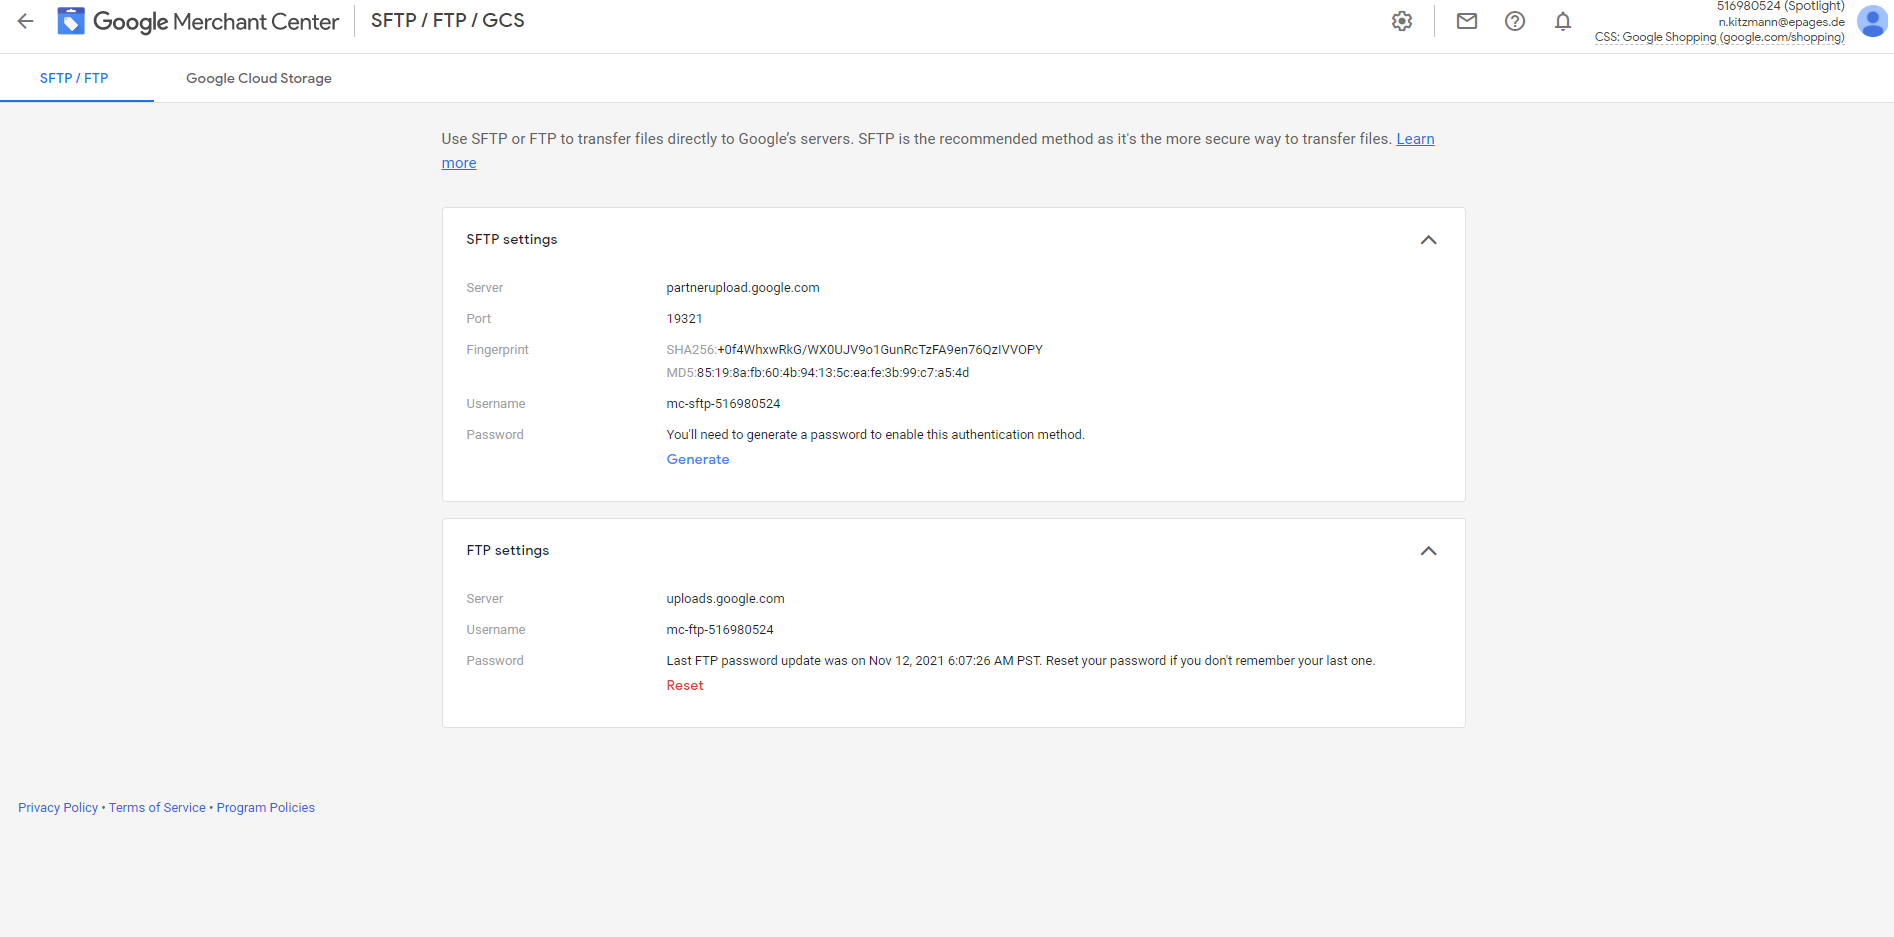 Google Merchant Center
SFTP / FTP / GCS
516980524 (Spotlight)
n.kitzmann@epages.de
CSS: Google Shopping (google.com/shopping)
SFTP / FTP
Google Cloud Storage
Use SFTP or FTP to transfer files directly to Google’s servers. SFTP is the recommended method as it's the more secure way to transfer files. Learn
more
SFTP settings
Server partnerupload.google.com
Port 19321
Fingerprint SHA256:+0f4WhxwRkG/WX0UJV9o1GunRcTzFA9en76QzIVVOPY
MD5:85:19:8a:fb:60:4b:94:13:5c:ea:fe:3b:99:c7:a5:4d
Username mc-sftp-516980524
Password You'll need to generate a password to enable this authentication method.
Generate
FTP settings
Server uploads.google.com
Username mc-ftp-516980524
Password Last FTP password update was on Nov 12, 2021 6:07:26 AM PST. Reset your password if you don't remember your last one.
Reset
Privacy Policy • Terms of Service • Program Policies